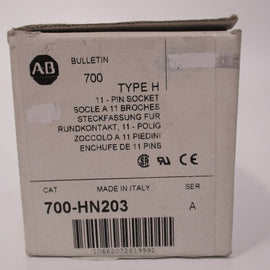 AB
BULLETIN
700
TYPE H
11 - PIN SOCKET
SOCLE A 11 BROCHES
STECKFASSUNG FÜR
RUNDKONTAKT, 11 - POLIG
ZOCCOLO A 11 PIEDINI
ENCHUFE DE 11 PINS
CAT
MADE IN ITALY
SER
700-HN203
A
10662072613992